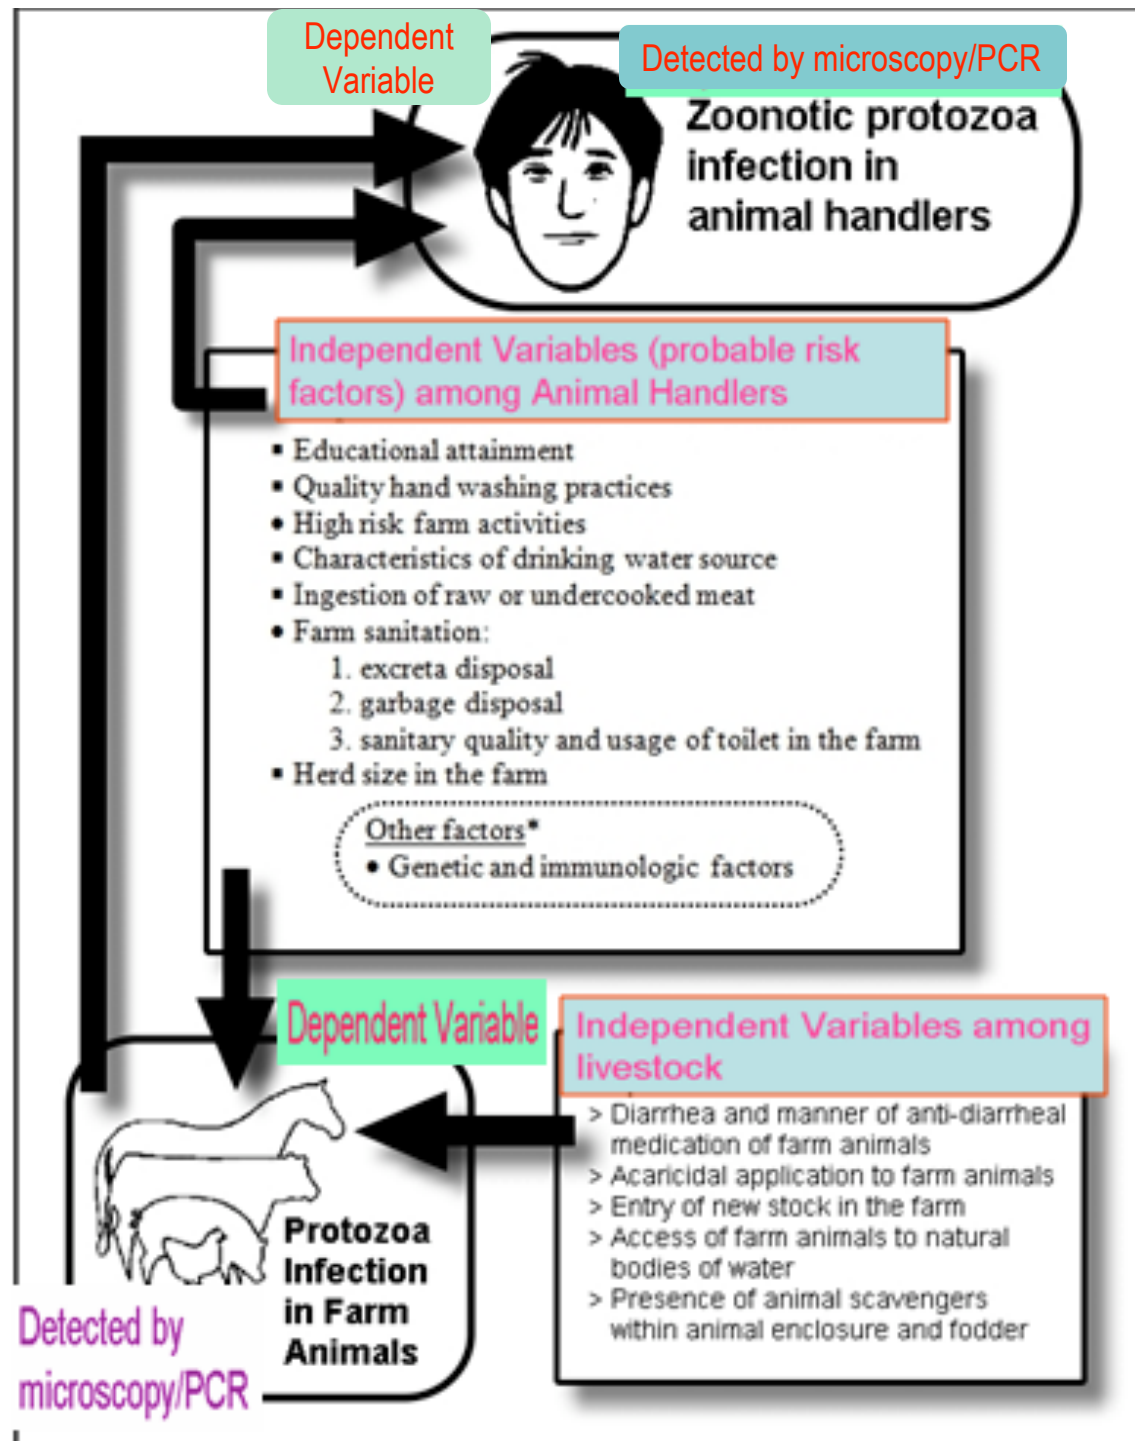 Dependent
Variable
Detected by microscopy/PCR
Zoonotic protozoa
infection in
animal handlers
Independent Variables (probable risk
factors) among Animal Handlers
▪ Educational attainment
▪ Quality hand washing practices
• High risk farm activities
▪ Characteristics of drinking water source
▪ Ingestion of raw or undercooked meat
• Farm sanitation:
1. excreta disposal
2. garbage disposal
3. sanitary quality and usage of toilet in the farm
▪ Herd size in the farm
Other factors*
• Genetic and immunologic factors
Dependent Variable
Independent Variables among
livestock
> Diarrhea and manner of anti-diarrheal
medication of farm animals
> Acaricidal application to farm animals
> Entry of new stock in the farm
> Access of farm animals to natural
bodies of water
> Presence of animal scavengers
within animal enclosure and fodder
Protozoa
Infection
in Farm
Animals
Detected by
microscopy/PCR